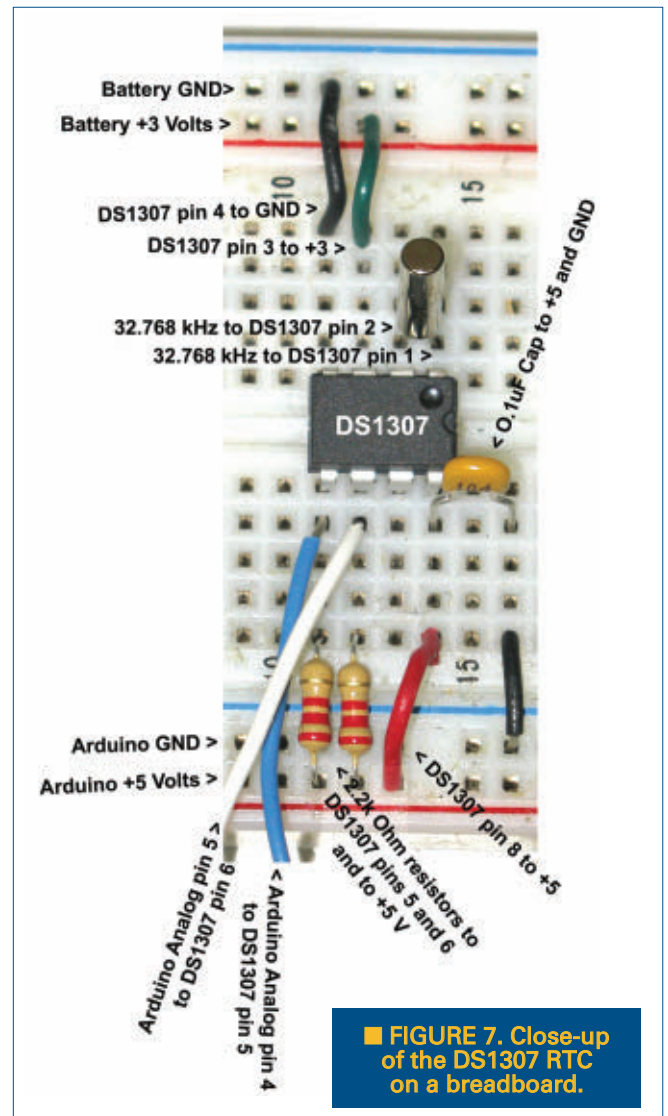 Battery GND>
Battery +3 Volts >
10
15
DS1307 pin 4 to GND >
DS1307 pin 3 to +3 >
32.768 kHz to DS1307 pin 2 >
32.768 kHz to DS1307 pin 1 >
< 0.1uF Cap to +5 and GND
DS1307
10
15
Arduino GND >
Arduino +5 Volts >
Arduino Analog pin 5 >
to DS1307 pin 6
< Arduino Analog pin 4
to DS1307 pin 5
< 2.2k Ohm resistors to
DS1307 pins 5 and 6
and to +5 V
< DS1307 pin 8 to +5
■ FIGURE 7. Close-up
of the DS1307 RTC
on a breadboard.